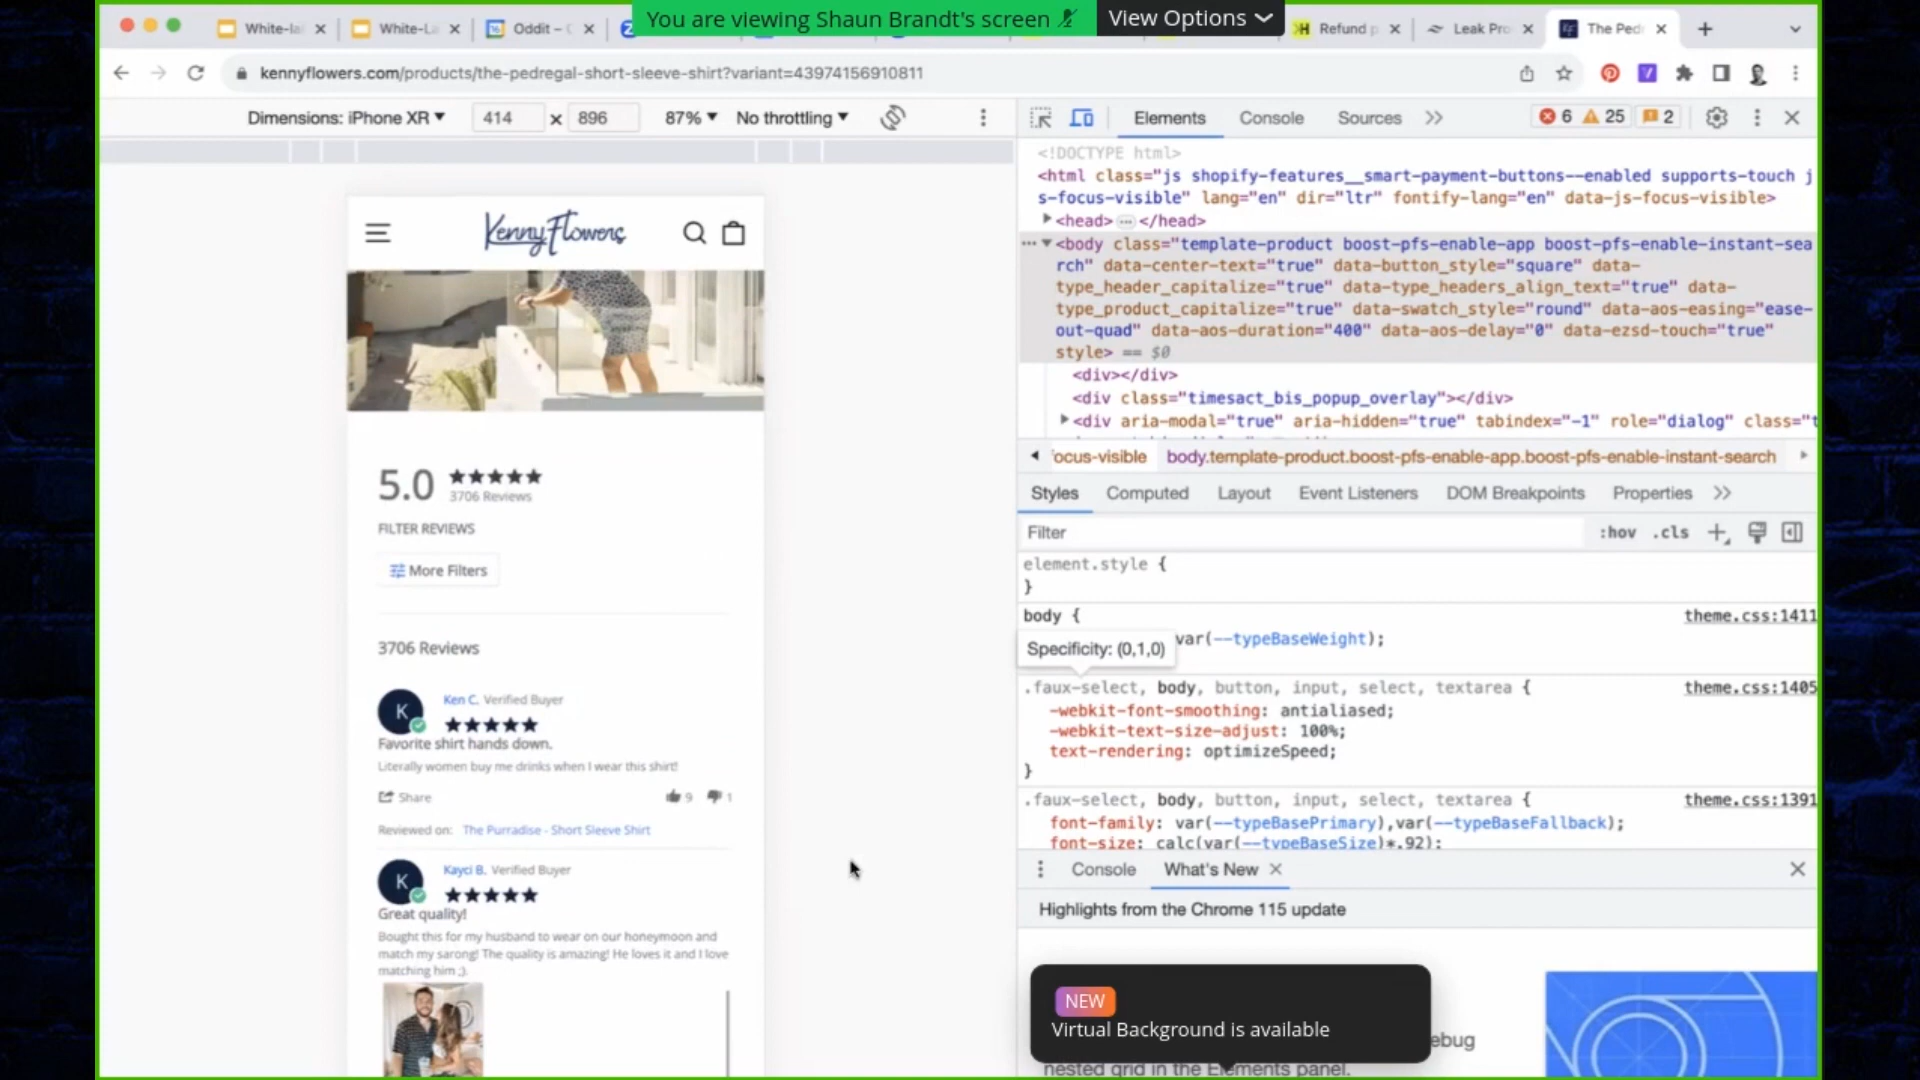 You are viewing Shaun Brandt's screen
View Options
White-la
White-La
Oddit – C
Refund p
Leak Pro
The Pedr
kennyflowers.com/products/the-pedregal-short-sleeve-shirt?variant=43974156910811
Dimensions: iPhone XR
414 x 896
87%
No throttling
Elements
Console
Sources
6
25
2
<!DOCTYPE html>
<html class="js shopify-features__smart-payment-buttons--enabled supports-touch j
s-focus-visible" lang="en" dir="ltr" fontify-lang="en" data-js-focus-visible>
<head> … </head>
<body class="template-product boost-pfs-enable-app boost-pfs-enable-instant-sea
rch" data-center-text="true" data-button_style="square" data-
type_header_capitalize="true" data-type_headers_align_text="true" data-
type_product_capitalize="true" data-swatch_style="round" data-aos-easing="ease-
out-quad" data-aos-duration="400" data-aos-delay="0" data-ezsd-touch="true"
style> == $0
<div></div>
<div class="timesact_bis_popup_overlay"></div>
<div aria-modal="true" aria-hidden="true" tabindex="-1" role="dialog" class="t
ocus-visible
body.template-product.boost-pfs-enable-app.boost-pfs-enable-instant-search
Styles
Computed
Layout
Event Listeners
DOM Breakpoints
Properties
Filter
:hov .cls
element.style {
}
body {
theme.css:1411
var(--typeBaseWeight);
Specificity: (0,1,0)
.faux-select, body, button, input, select, textarea {
theme.css:1405
-webkit-font-smoothing: antialiased;
-webkit-text-size-adjust: 100%;
text-rendering: optimizeSpeed;
}
.faux-select, body, button, input, select, textarea {
theme.css:1391
font-family: var(--typeBasePrimary),var(--typeBaseFallback);
font-size: calc(var(--typeBaseSize)*.92);
Console
What's New
Highlights from the Chrome 115 update
NEW
Virtual Background is available
ebug
nested grid in the Elements panel.
Kenny Flowers
5.0
3706 Reviews
FILTER REVIEWS
More Filters
3706 Reviews
K
Ken C. Verified Buyer
Favorite shirt hands down.
Literally women buy me drinks when I wear this shirt!
Share
9
1
Reviewed on: The Purradise - Short Sleeve Shirt
K
Kayci B. Verified Buyer
Great quality!
Bought this for my husband to wear on our honeymoon and
match my sarong! The quality is amazing! He loves it and I love
matching him ;).